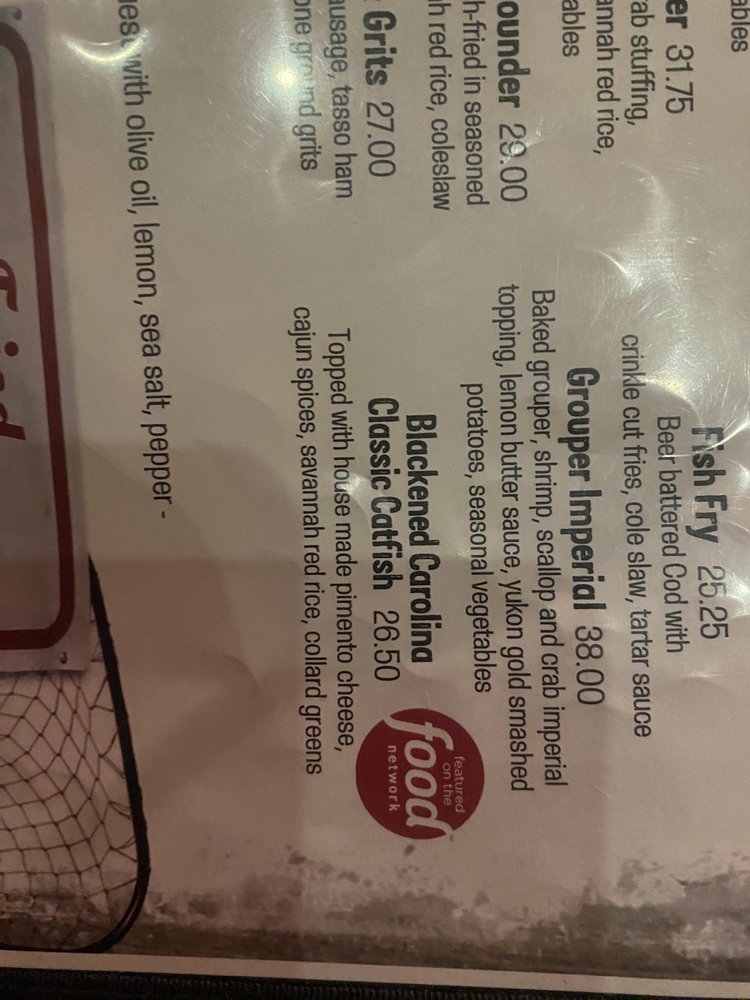 ables
er 31.75
rab stuffing,
annah red rice,
ables
ounder 29.00
h-fried in seasoned
h red rice, coleslaw
Grits 27.00
ausage, tasso ham
one ground grits
Fish Fry 25.25
Beer battered Cod with
crinkle cut fries, cole slaw, tartar sauce
Grouper Imperial 38.00
Baked grouper, shrimp, scallop and crab imperial
topping, lemon butter sauce, yukon gold smashed
potatoes, seasonal vegetables
Blackened Carolina
Classic Catfish 26.50
Topped with house made pimento cheese,
cajun spices, savannah red rice, collard greens
featured
on the
food
network
with olive oil, lemon, sea salt, pepper -